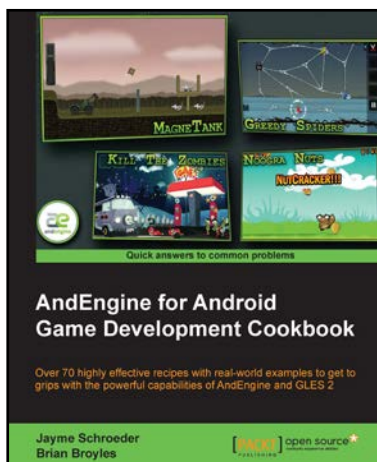 MAGNETANK
GREEDY SPIDERS
KILL THE ZOMBIES
NOOGRA NUTS
NUTCRACKER!!!
ae
andengine
Quick answers to common problems
AndEngine for Android
Game Development Cookbook
Over 70 highly effective recipes with real-world examples to get to
grips with the powerful capabilities of AndEngine and GLES 2
Jayme Schroeder
Brian Broyles
[PACKT] open source*
PUBLISHING